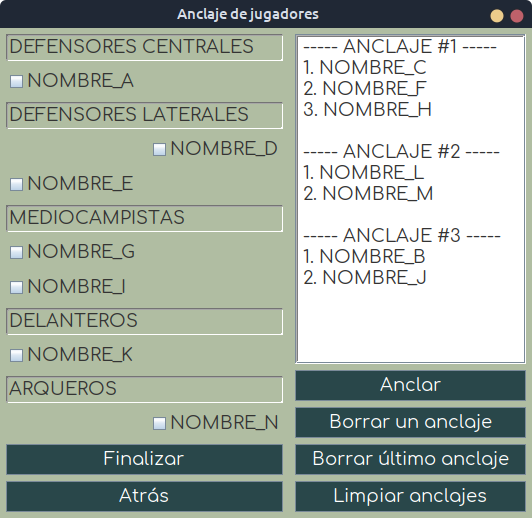 Anclaje de jugadores
DEFENSORES CENTRALES
NOMBRE_A
DEFENSORES LATERALES
NOMBRE_D
NOMBRE_E
MEDIOCAMPISTAS
NOMBRE_G
NOMBRE_I
DELANTEROS
NOMBRE_K
ARQUEROS
NOMBRE_N
Finalizar
Atrás
----- ANCLAJE #1 -----
1. NOMBRE_C
2. NOMBRE_F
3. NOMBRE_H
----- ANCLAJE #2 -----
1. NOMBRE_L
2. NOMBRE_M
----- ANCLAJE #3 -----
1. NOMBRE_B
2. NOMBRE_J
Anclar
Borrar un anclaje
Borrar último anclaje
Limpiar anclajes